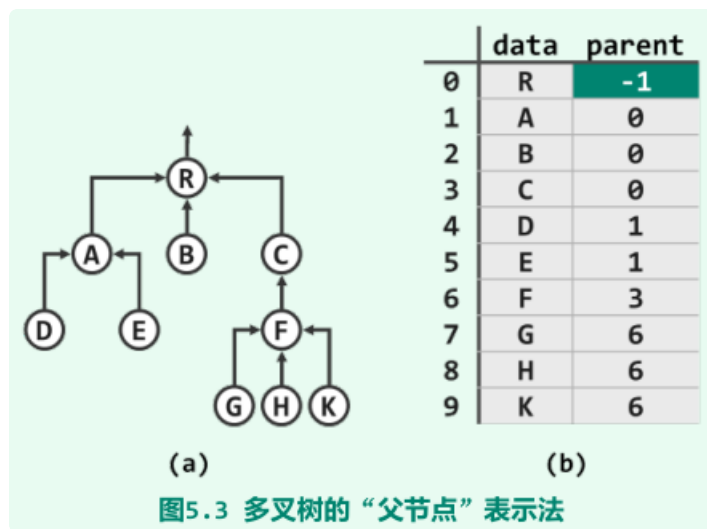 data parent
0 R -1
1 A 0
2 B 0
3 C 0
4 D 1
5 E 1
6 F 3
7 G 6
8 H 6
9 K 6
R
A B C
D E F
G H K
(a) (b)
图5.3 多叉树的“父节点”表示法